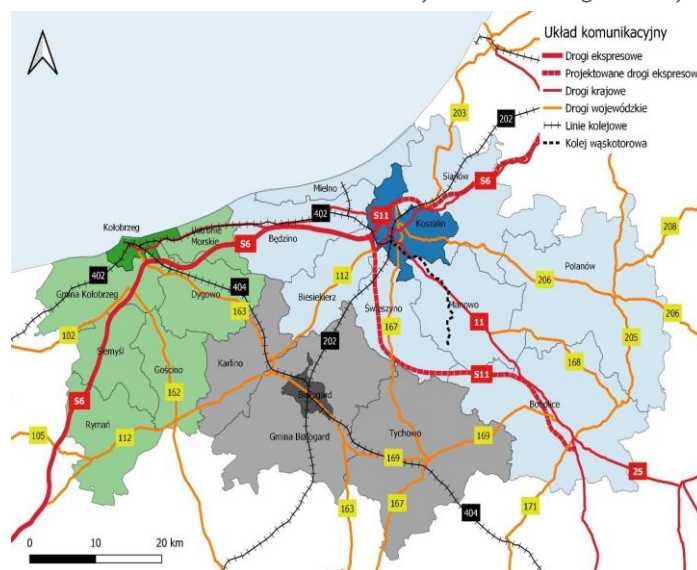 Układ komunikacyjny
Drogi ekspresowe
Projektowane drogi ekspresow
Drogi krajowe
Drogi wojewódzkie
Linie kolejowe
Kolej wąskotorowa
203
202
Sianów
S6
Mielno
S11
Koszalin
402
Kołobrzeg
Morskie
S6
Będzino
208
Polanów
206
402
404
112
Gmina Kołobrzeg
Dygowo
Biesiekierz
Świeszyno
Manowo
163
167
11
206
102
202
205
Siemyśl
Gościno
Karlino
168
S11
S6
162
Białogard
Bobolice
Rymań
105
112
Gmina Białogard
Tychowo
169
169
25
163
167
404
171
0
10
20 km